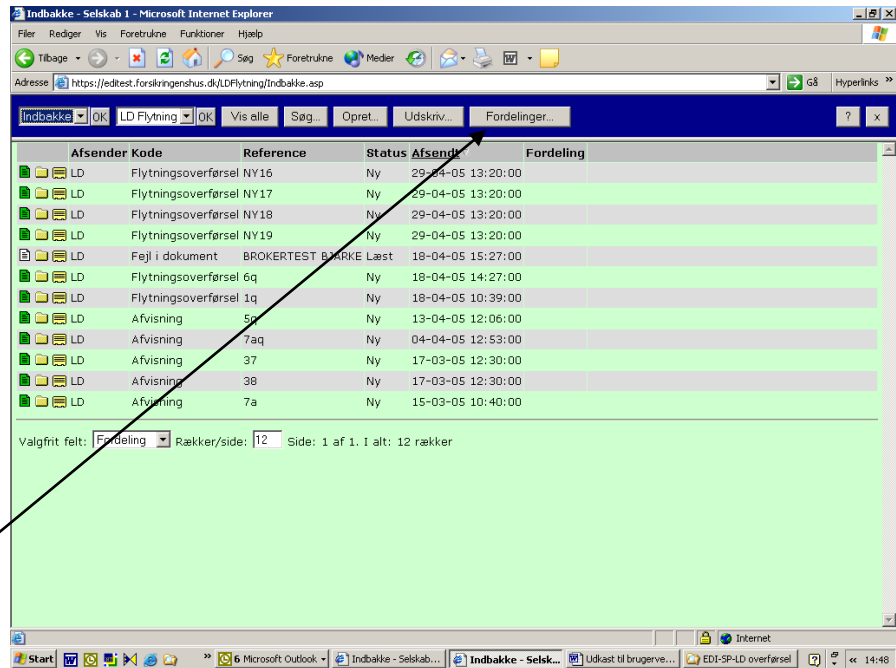 Indbakke - Selskab 1 - Microsoft Internet Explorer
Filer Rediger Vis Foretrukne Funktioner Hjælp
Tilbage Søg Foretrukne Medier
Adresse https://editest.forsikringenshus.dk/LDFlytning/Indbakke.asp Gå Hyperlinks »
Indbakke OK LD Flytning OK Vis alle Søg... Opret... Udskriv... Fordelinger... ? x
Afsender Kode Reference Status Afsendt Fordeling
LD Flytningsoverførsel NY16 Ny 29-04-05 13:20:00
LD Flytningsoverførsel NY17 Ny 29-04-05 13:20:00
LD Flytningsoverførsel NY18 Ny 29-04-05 13:20:00
LD Flytningsoverførsel NY19 Ny 29-04-05 13:20:00
LD Fejl i dokument BROKERTEST BJARKE Læst 18-04-05 15:27:00
LD Flytningsoverførsel 6q Ny 18-04-05 14:27:00
LD Flytningsoverførsel 1q Ny 18-04-05 10:39:00
LD Afvisning 5q Ny 13-04-05 12:06:00
LD Afvisning 7aq Ny 04-04-05 12:53:00
LD Afvisning 37 Ny 17-03-05 12:30:00
LD Afvisning 38 Ny 17-03-05 12:30:00
LD Afvisning 7a Ny 15-03-05 10:40:00
Valgfrit felt: Fordeling Rækker/side: 12 Side: 1 af 1. I alt: 12 rækker
Internet
Start » 6 Microsoft Outlook Indbakke - Selskab... Indbakke - Selsk... Udkast til brugerve... EDI-SP-LD overførsel « 14:48